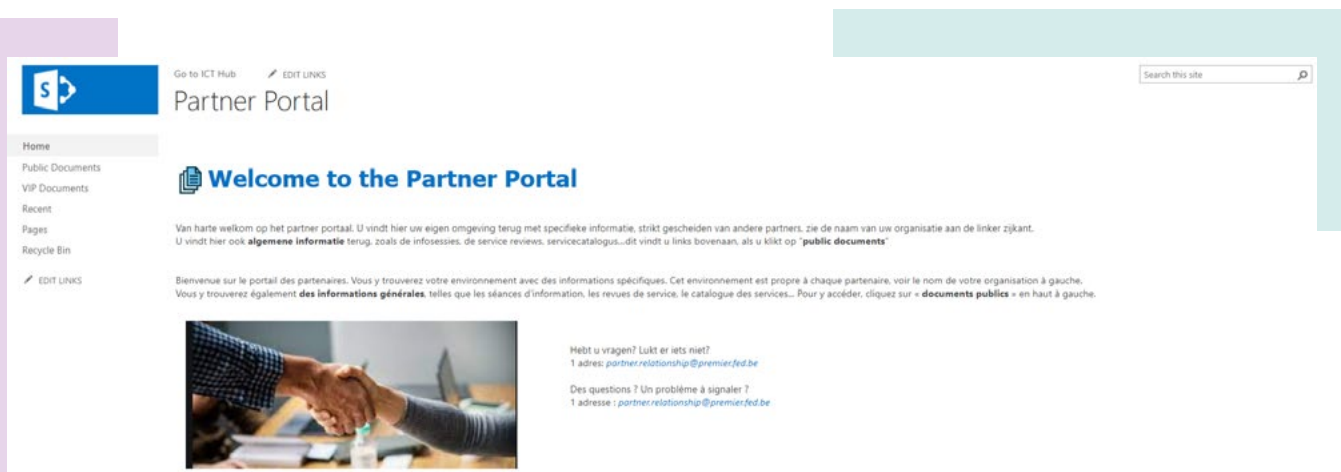 Go to ICT Hub EDIT LINKS
Search this site
Partner Portal
Home
Public Documents
VIP Documents
Recent
Pages
Recycle Bin
EDIT LINKS
Welcome to the Partner Portal
Van harte welkom op het partner portaal. U vindt hier uw eigen omgeving terug met specifieke informatie, strikt gescheiden van andere partners, zie de naam van uw organisatie aan de linker zijkant.
U vindt hier ook algemene informatie terug, zoals de infosessies, de service reviews, servicecatalogus...dit vindt u links bovenaan, als u klikt op "public documents"
Bienvenue sur le portail des partenaires. Vous y trouverez votre environnement avec des informations spécifiques. Cet environnement est propre à chaque partenaire, voir le nom de votre organisation à gauche.
Vous y trouverez également des informations générales, telles que les séances d'information, les revues de service, le catalogue des services... Pour y accéder, cliquez sur « documents publics » en haut à gauche.
Hebt u vragen? Lukt er iets niet?
1 adres: partner.relationship@premier.fed.be
Des questions ? Un problème à signaler ?
1 adresse : partner.relationship@premier.fed.be